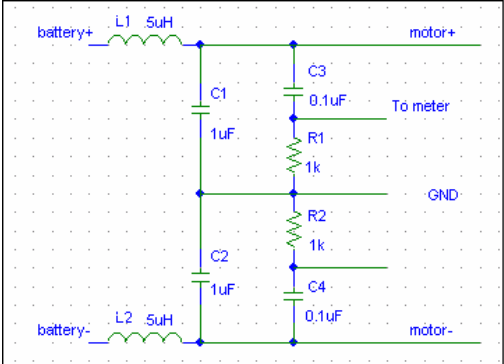 L1 .5uH
battery+
motor+
C3
0.1uF
C1
To meter
1uF
R1
1k
GND
R2
1k
C2
1uF
C4
0.1uF
L2 .5uH
battery-
motor-